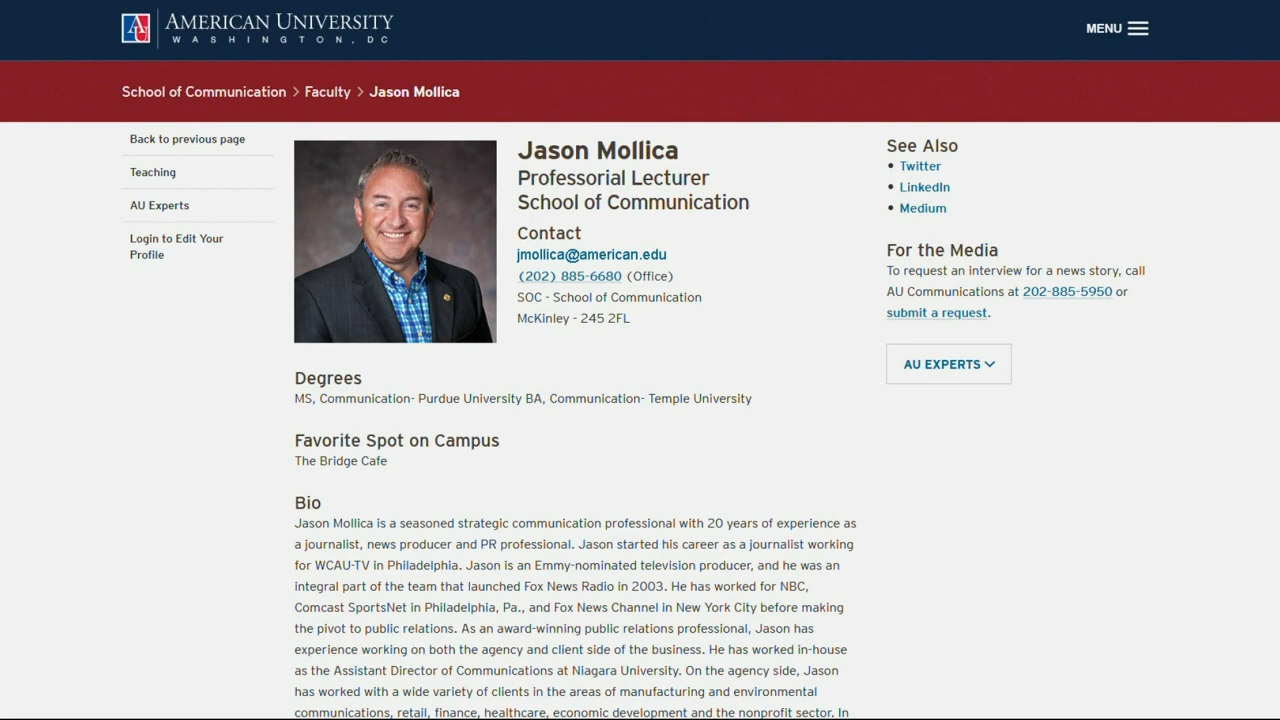 AMERICAN UNIVERSITY
WASHINGTON, DC
MENU
School of Communication > Faculty > Jason Mollica
Back to previous page
Teaching
AU Experts
Login to Edit Your
Profile
Jason Mollica
Professorial Lecturer
School of Communication
Contact
jmollica@american.edu
(202) 885-6680 (Office)
SOC - School of Communication
McKinley - 245 2FL
See Also
• Twitter
• LinkedIn
• Medium
For the Media
To request an interview for a news story, call
AU Communications at 202-885-5950 or
submit a request.
AU EXPERTS
Degrees
MS, Communication- Purdue University BA, Communication- Temple University
Favorite Spot on Campus
The Bridge Cafe
Bio
Jason Mollica is a seasoned strategic communication professional with 20 years of experience as
a journalist, news producer and PR professional. Jason started his career as a journalist working
for WCAU-TV in Philadelphia. Jason is an Emmy-nominated television producer, and he was an
integral part of the team that launched Fox News Radio in 2003. He has worked for NBC,
Comcast SportsNet in Philadelphia, Pa., and Fox News Channel in New York City before making
the pivot to public relations. As an award-winning public relations professional, Jason has
experience working on both the agency and client side of the business. He has worked in-house
as the Assistant Director of Communications at Niagara University. On the agency side, Jason
has worked with a wide variety of clients in the areas of manufacturing and environmental
communications, retail, finance, healthcare, economic development and the nonprofit sector. In